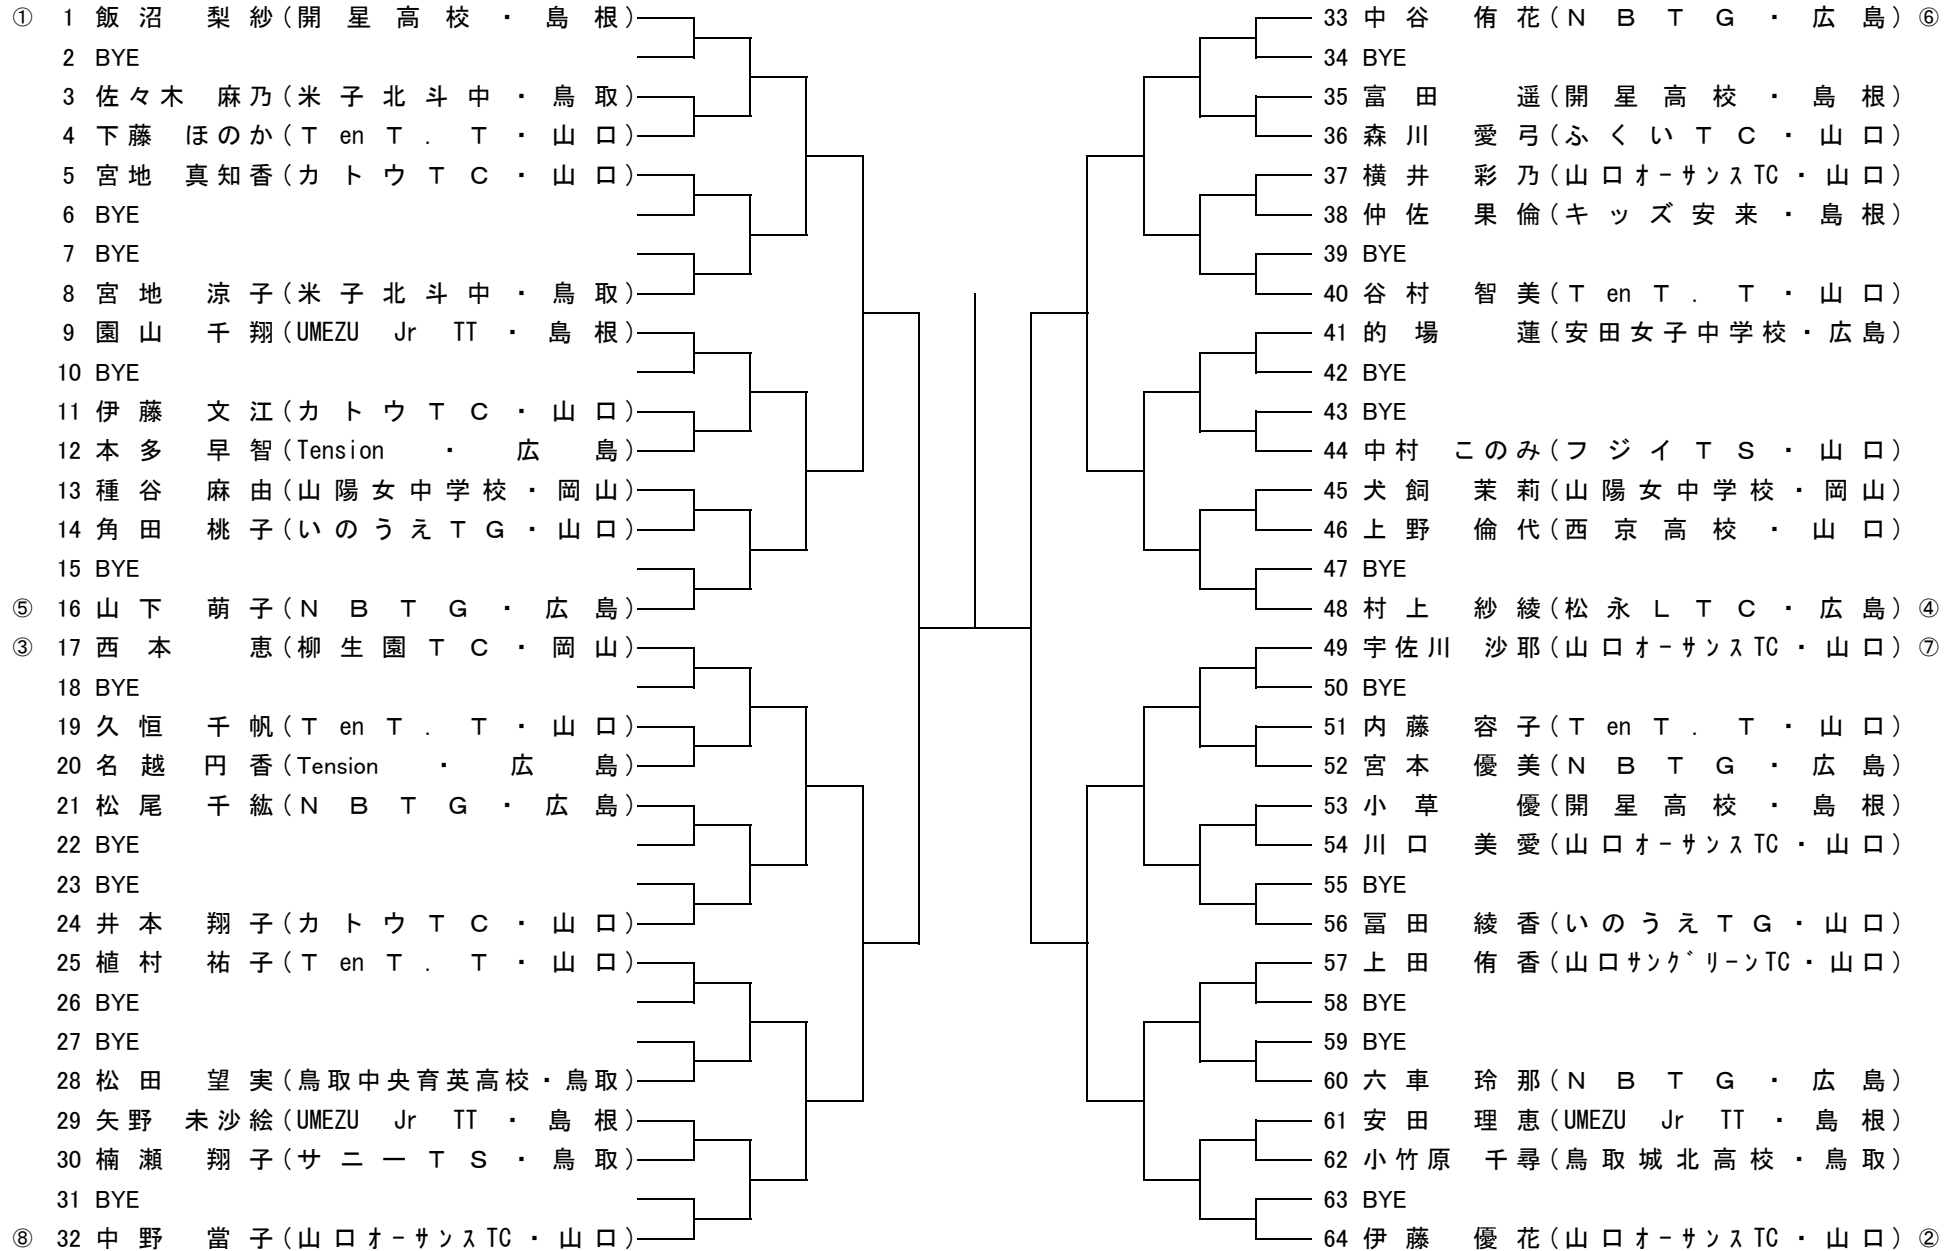 ① 1 飯沼 梨紗(開星高校・島根)
2 BYE
3 佐々木 麻乃(米子北斗中・鳥取)
4 下藤 ほのか(TenT.T・山口)
5 宮地 真知香(カトウTC・山口)
6 BYE
7 BYE
8 宮地 涼子(米子北斗中・鳥取)
9 園山 千翔(UMEZU Jr TT・島根)
10 BYE
11 伊藤 文江(カトウTC・山口)
12 本多 早智(Tension・広島)
13 種谷 麻由(山陽女中学校・岡山)
14 角田 桃子(いのうえTG・山口)
15 BYE
⑤ 16 山下 萌子(NBTG・広島)
③ 17 西本 恵(柳生園TC・岡山)
18 BYE
19 久恒 千帆(TenT.T・山口)
20 名越 円香(Tension・広島)
21 松尾 千紘(NBTG・広島)
22 BYE
23 BYE
24 井本 翔子(カトウTC・山口)
25 植村 祐子(TenT.T・山口)
26 BYE
27 BYE
28 松田 望実(鳥取中央育英高校・鳥取)
29 矢野 未沙絵(UMEZU Jr TT・島根)
30 楠瀬 翔子(サニーTS・鳥取)
31 BYE
⑧ 32 中野 當子(山口ｵｰｻﾝｽTC・山口)
33 中谷 侑花(NBTG・広島) ⑥
34 BYE
35 富田 遥(開星高校・島根)
36 森川 愛弓(ふくいTC・山口)
37 横井 彩乃(山口ｵｰｻﾝｽTC・山口)
38 仲佐 果倫(キッズ安来・島根)
39 BYE
40 谷村 智美(TenT.T・山口)
41 的場 蓮(安田女子中学校・広島)
42 BYE
43 BYE
44 中村 このみ(フジイTS・山口)
45 犬飼 茉莉(山陽女中学校・岡山)
46 上野 倫代(西京高校・山口)
47 BYE
48 村上 紗綾(松永LTC・広島) ④
49 宇佐川 沙耶(山口ｵｰｻﾝｽTC・山口) ⑦
50 BYE
51 内藤 容子(TenT.T・山口)
52 宮本 優美(NBTG・広島)
53 小草 優(開星高校・島根)
54 川口 美愛(山口ｵｰｻﾝｽTC・山口)
55 BYE
56 冨田 綾香(いのうえTG・山口)
57 上田 侑香(山口ｻﾝｸﾞﾘｰﾝTC・山口)
58 BYE
59 BYE
60 六車 玲那(NBTG・広島)
61 安田 理恵(UMEZU Jr TT・島根)
62 小竹原 千尋(鳥取城北高校・鳥取)
63 BYE
64 伊藤 優花(山口ｵｰｻﾝｽTC・山口) ②